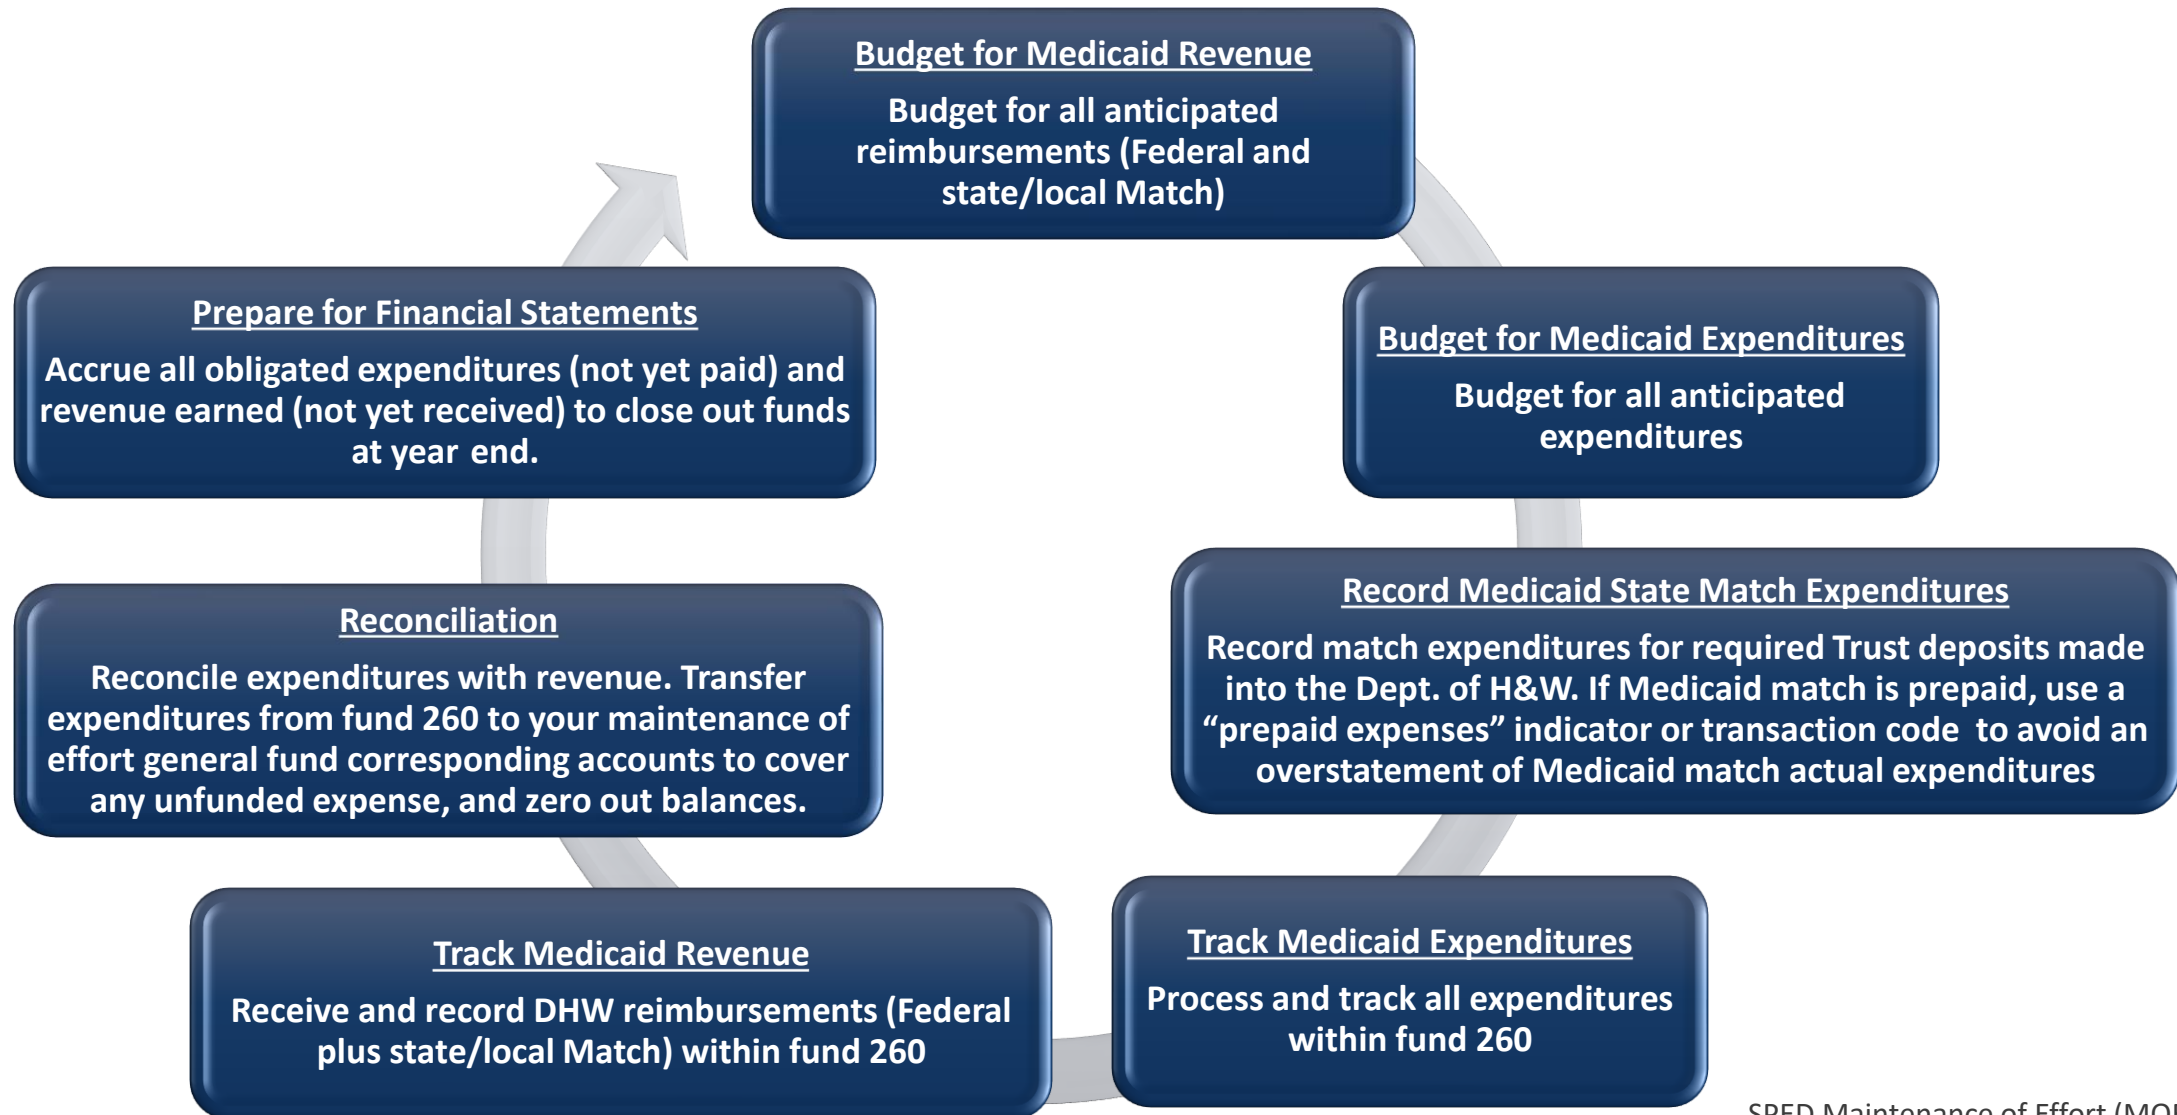 Budget for Medicaid Revenue
Budget for all anticipated
reimbursements (Federal and
state/local Match)
Budget for Medicaid Expenditures
Budget for all anticipated
expenditures
Record Medicaid State Match Expenditures
Record match expenditures for required Trust deposits made
into the Dept. of H&W. If Medicaid match is prepaid, use a
“prepaid expenses” indicator or transaction code to avoid an
overstatement of Medicaid match actual expenditures
Track Medicaid Expenditures
Process and track all expenditures
within fund 260
Track Medicaid Revenue
Receive and record DHW reimbursements (Federal
plus state/local Match) within fund 260
Reconciliation
Reconcile expenditures with revenue. Transfer
expenditures from fund 260 to your maintenance of
effort general fund corresponding accounts to cover
any unfunded expense, and zero out balances.
Prepare for Financial Statements
Accrue all obligated expenditures (not yet paid) and
revenue earned (not yet received) to close out funds
at year end.
SPED Maintenance of Effort